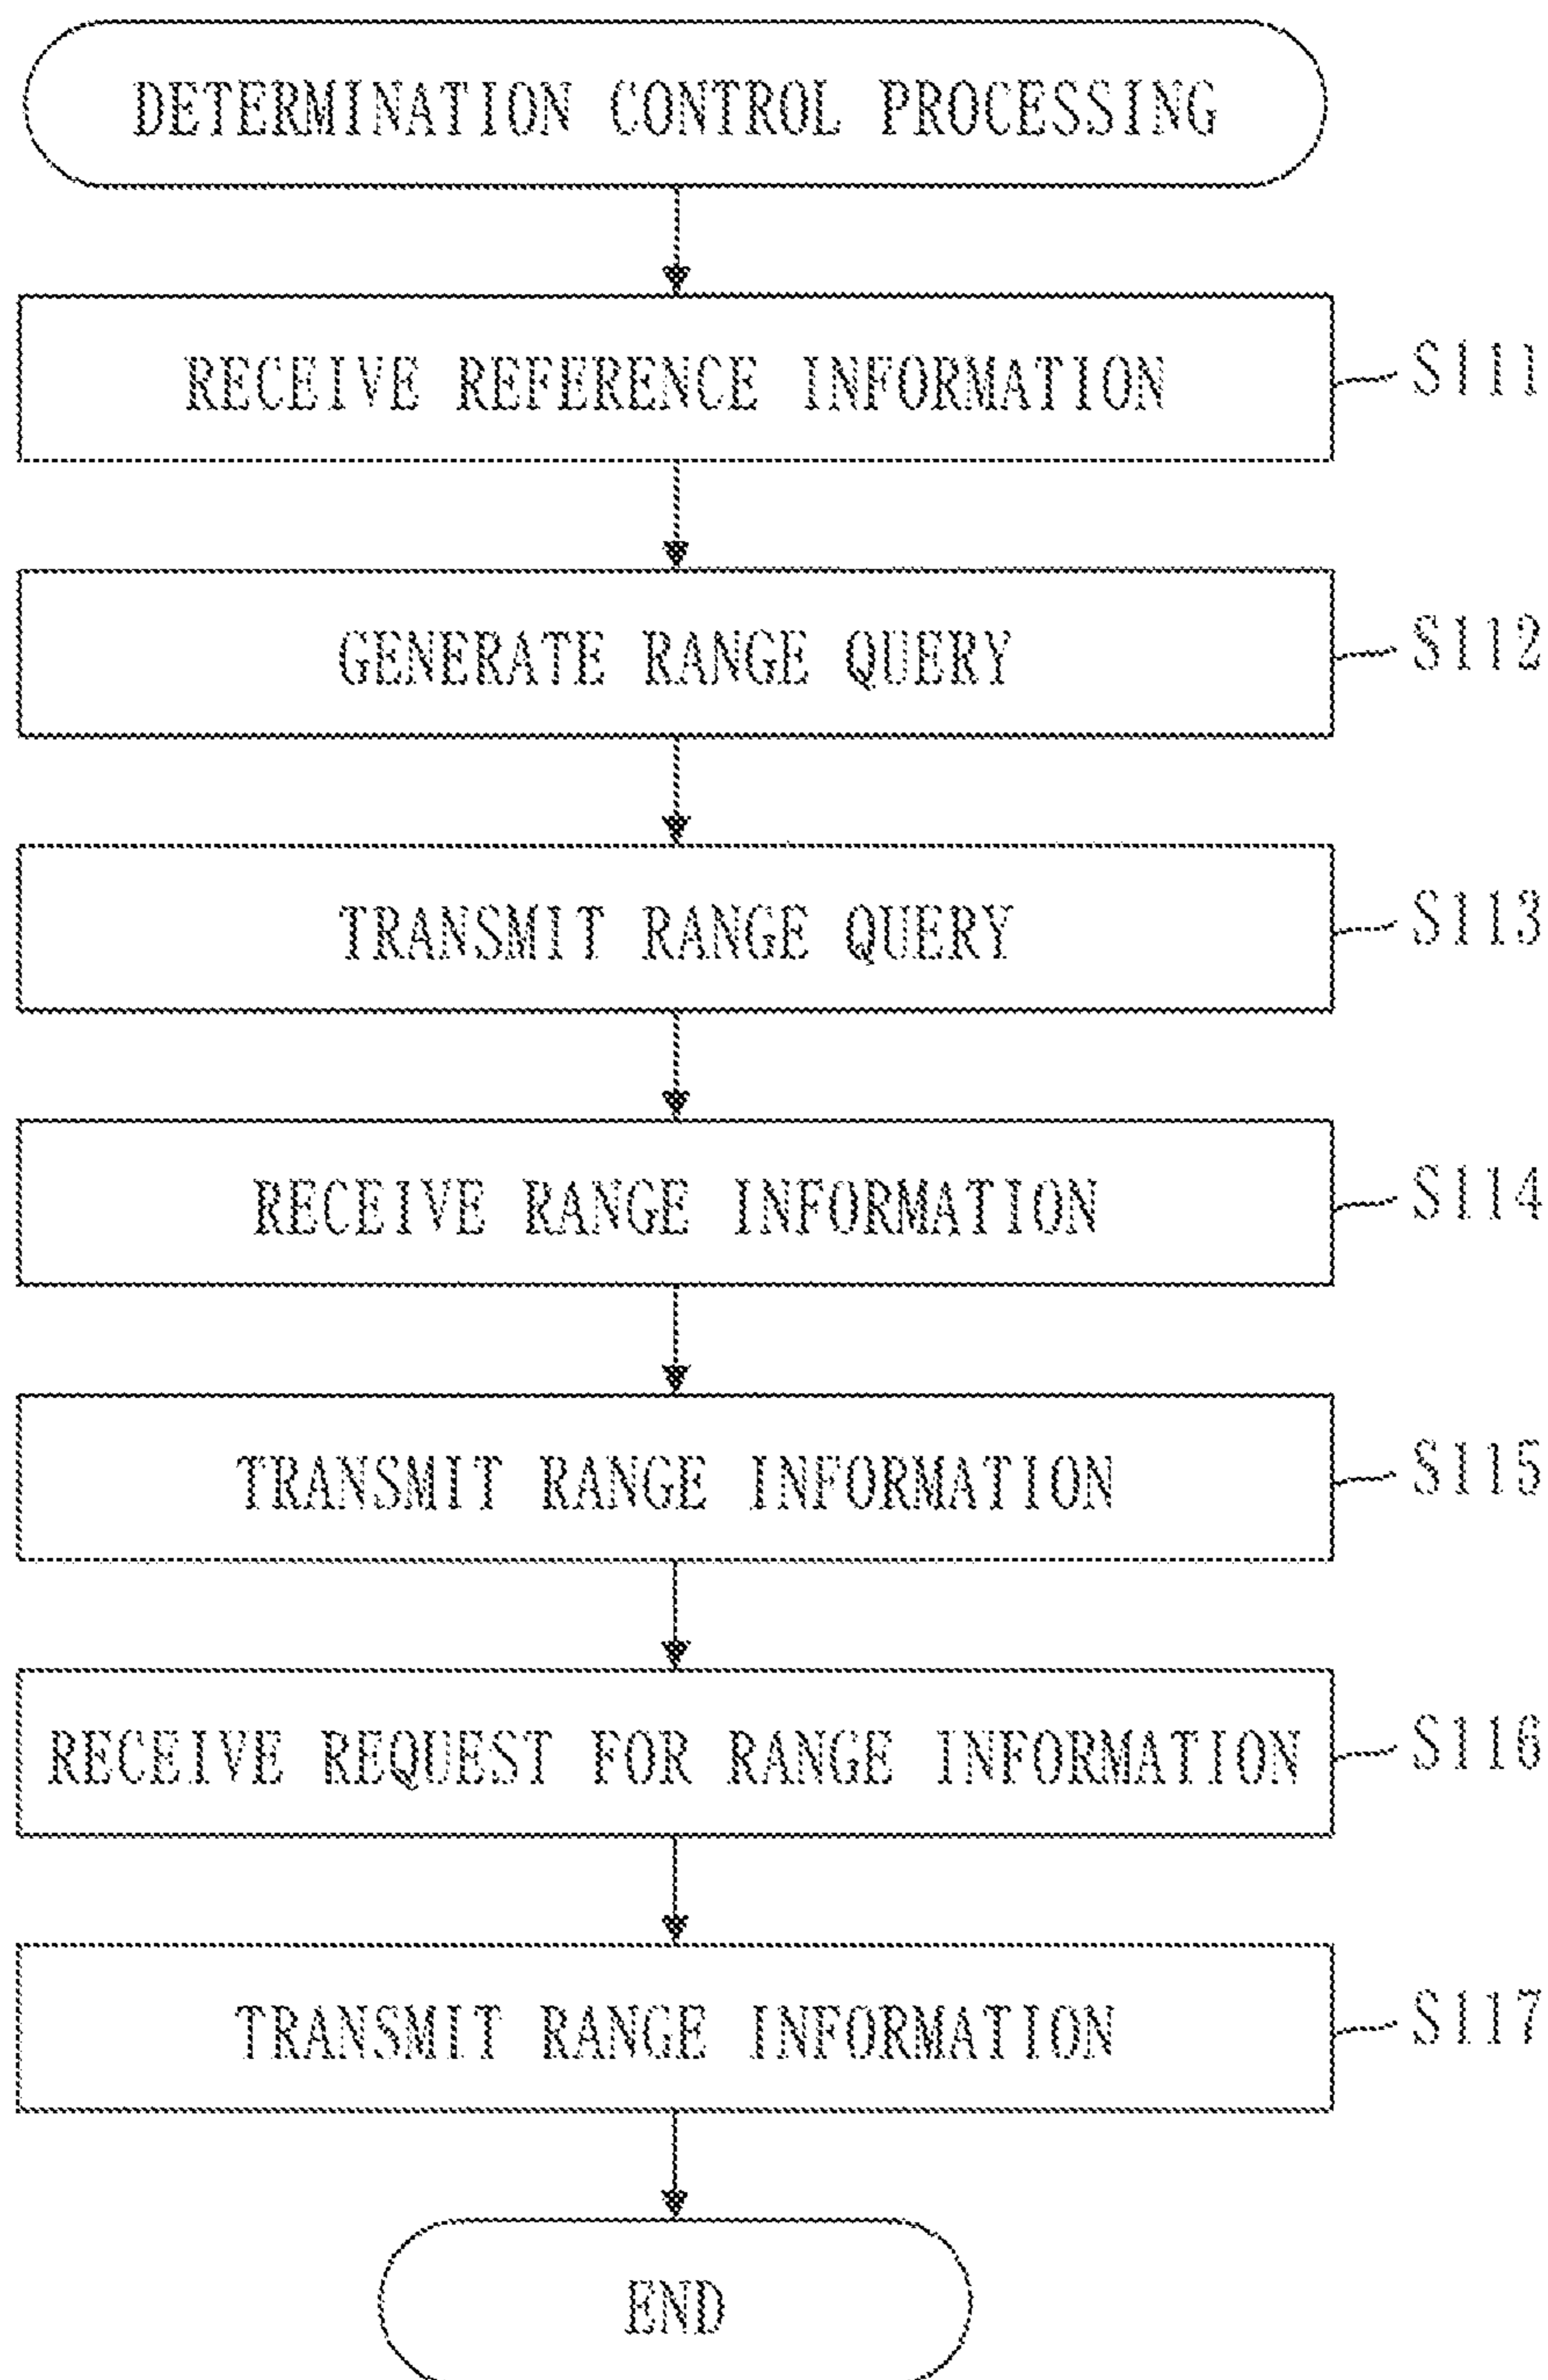 DETERMINATION CONTROL PROCESSING
RECEIVE REFERENCE INFORMATION
S111
GENERATE RANGE QUERY
S112
TRANSMIT RANGE QUERY
S113
RECEIVE RANGE INFORMATION
S114
TRANSMIT RANGE INFORMATION
S115
RECEIVE REQUEST FOR RANGE INFORMATION
S116
TRANSMIT RANGE INFORMATION
S117
END